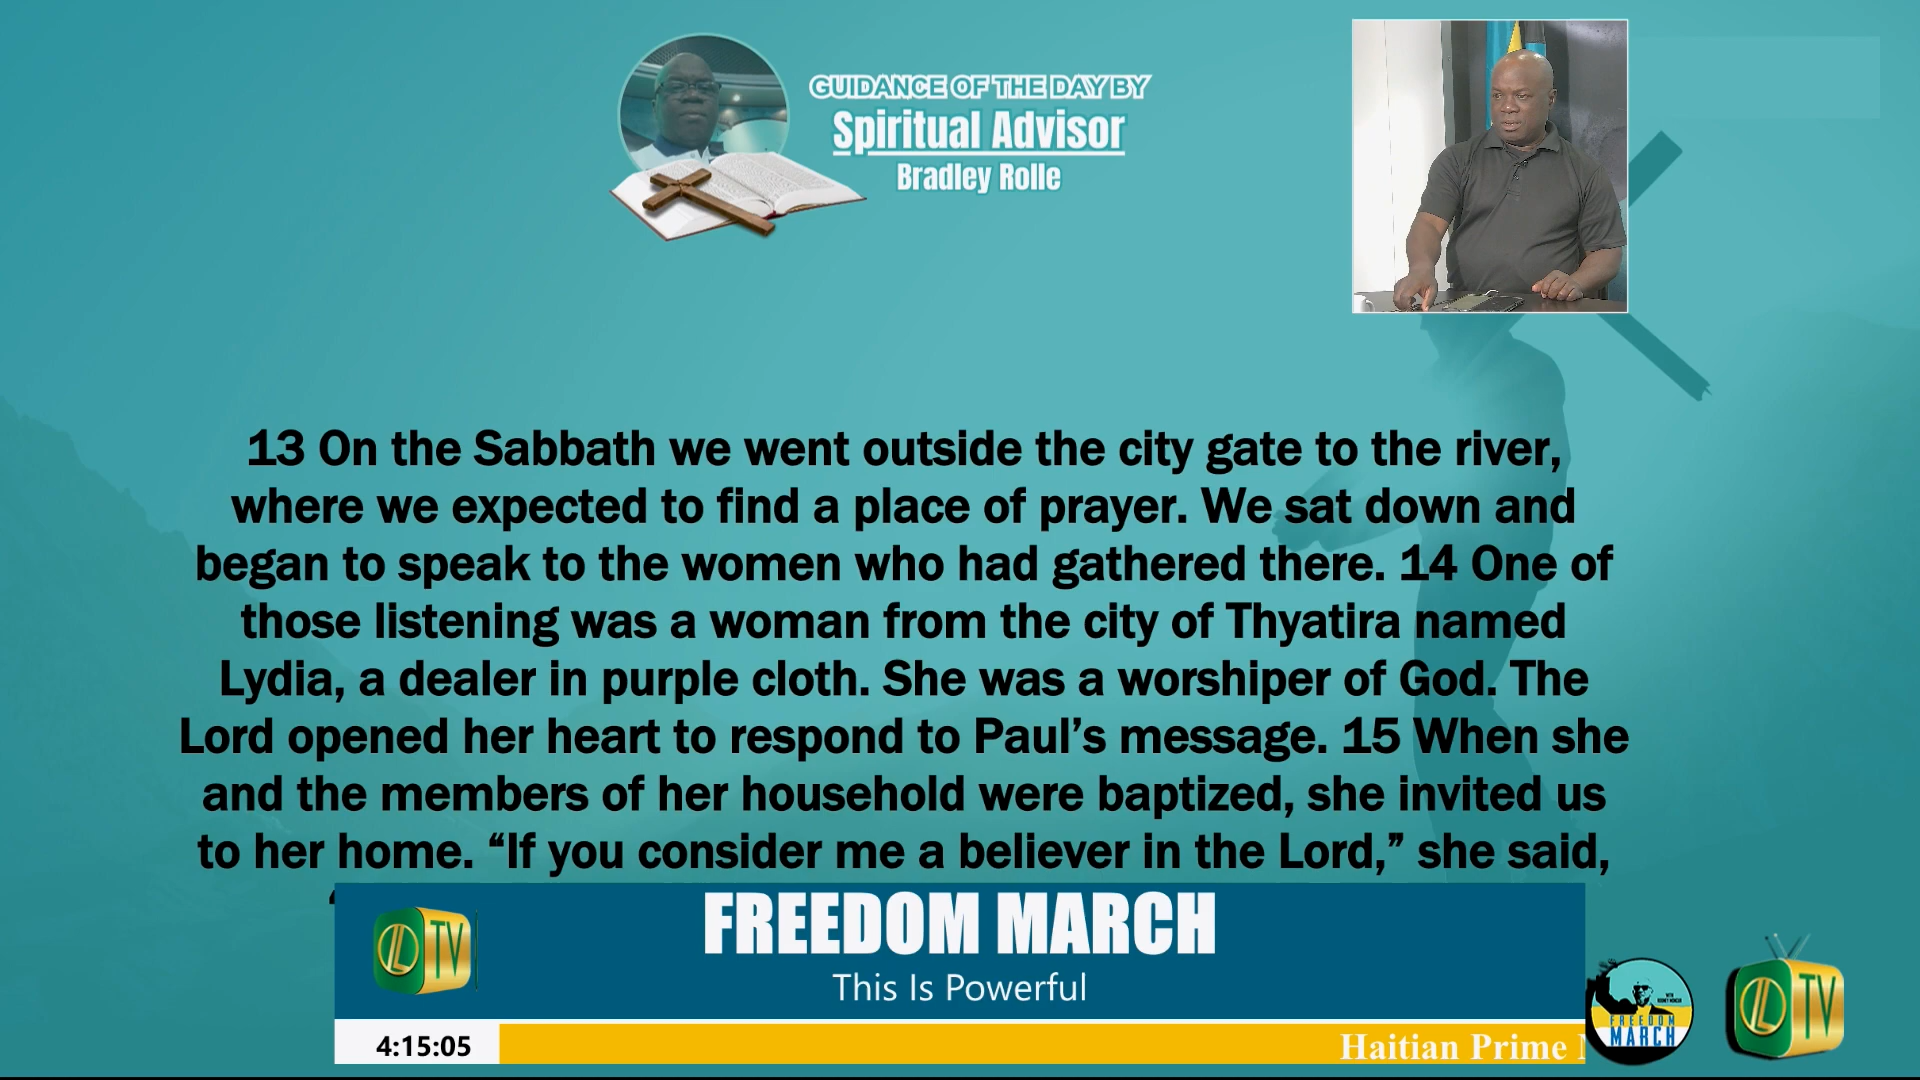 GUIDANCE OF THE DAY BY
Spiritual Advisor
Bradley Rolle
13 On the Sabbath we went outside the city gate to the river,
where we expected to find a place of prayer. We sat down and
began to speak to the women who had gathered there. 14 One of
those listening was a woman from the city of Thyatira named
Lydia, a dealer in purple cloth. She was a worshiper of God. The
Lord opened her heart to respond to Paul’s message. 15 When she
and the members of her household were baptized, she invited us
to her home. “If you consider me a believer in the Lord,” she said,
TV
FREEDOM MARCH
This Is Powerful
4:15:05
Haitian Prime
FREEDOM
MARCH
TV